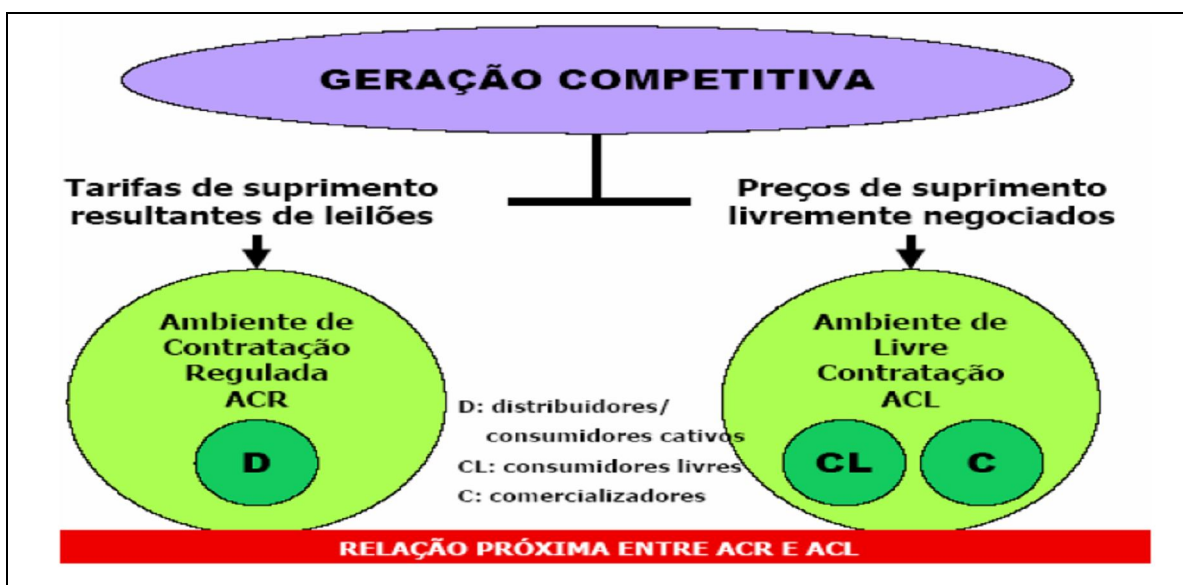 GERAÇÃO COMPETITIVA
Tarifas de suprimento
resultantes de leilões
Preços de suprimento
livremente negociados
Ambiente de
Contratação
Regulada
ACR
D
D: distribuidores/
consumidores cativos
CL: consumidores livres
C: comercializadores
Ambiente de
Livre
Contratação
ACL
CL
C
RELAÇÃO PRÓXIMA ENTRE ACR E ACL